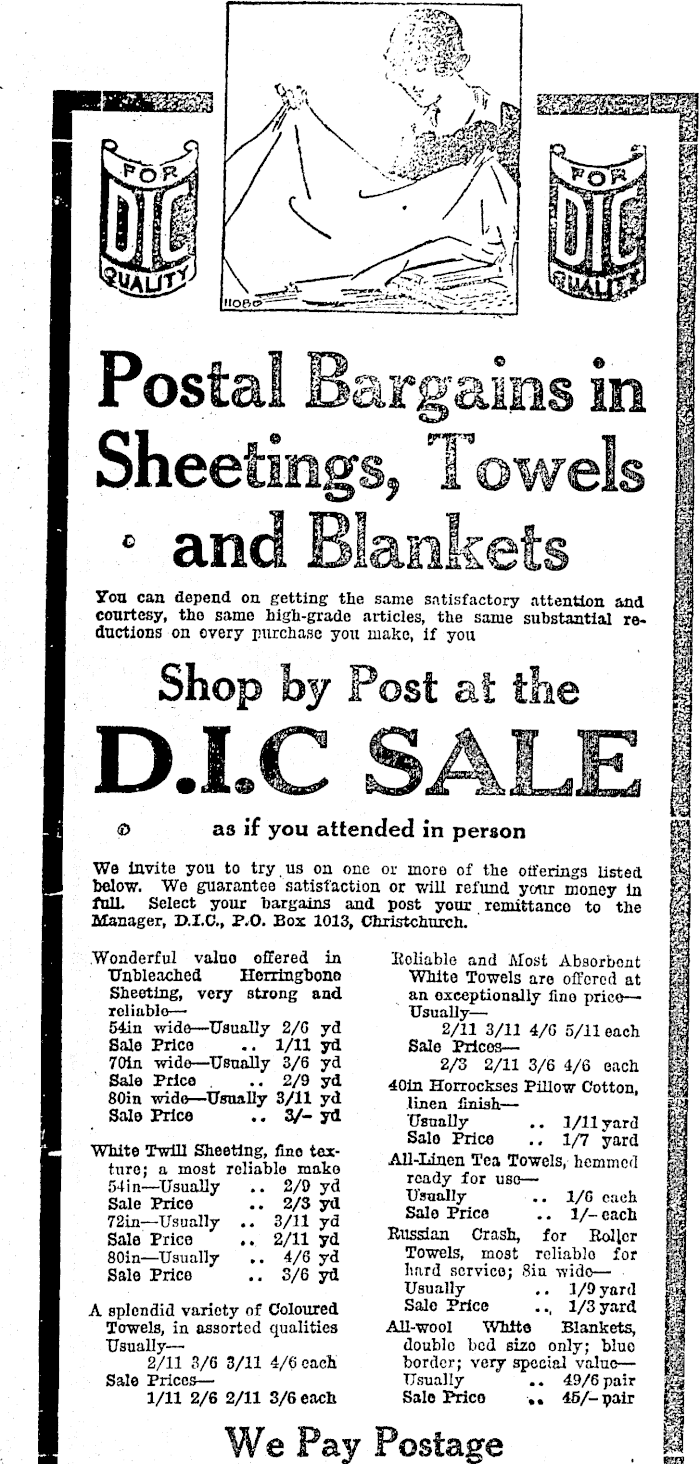 FOR
DIC
QUALITY
11080
FOR
DIC
QUALITY
Postal Bargains in
Sheetings, Towels
and Blankets
You can depend on getting the same satisfactory attention and
courtesy, the same high-grade articles, the same substantial re-
ductions on every purchase you make, if you
Shop by Post at the
D.I.C SALE
as if you attended in person
We invite you to try us on one or more of the offerings listed
below. We guarantee satisfaction or will refund your money in
full. Select your bargains and post your remittance to the
Manager, D.I.C., P.O. Box 1013, Christchurch.
Wonderful value offered in
Unbleached Herringbone
Sheeting, very strong and
reliable—
54in wide—Usually 2/6 yd
Sale Price .. 1/11 yd
70in wide—Usually 3/6 yd
Sale Price .. 2/9 yd
80in wide—Usually 3/11 yd
Sale Price .. 3/- yd
White Twill Sheeting, fine tex-
ture; a most reliable make
54in—Usually .. 2/9 yd
Sale Price .. 2/3 yd
72in—Usually .. 3/11 yd
Sale Price .. 2/11 yd
80in—Usually .. 4/6 yd
Sale Price .. 3/6 yd
A splendid variety of Coloured
Towels, in assorted qualities
Usually—
2/11 3/6 3/11 4/6 each
Sale Prices—
1/11 2/6 2/11 3/6 each
Reliable and Most Absorbent
White Towels are offered at
an exceptionally fine price—
Usually—
2/11 3/11 4/6 5/11 each
Sale Prices—
2/3 2/11 3/6 4/6 each
40in Horrockses Pillow Cotton,
linen finish—
Usually .. 1/11 yard
Sale Price .. 1/7 yard
All-Linen Tea Towels, hemmed
ready for use—
Usually .. 1/6 each
Sale Price .. 1/- each
Russian Crash, for Roller
Towels, most reliable for
hard service; 8in wide—
Usually .. 1/9 yard
Sale Price .. 1/3 yard
All-wool White Blankets,
double bed size only; blue
border; very special value—
Usually .. 49/6 pair
Sale Price .. 45/- pair
We Pay Postage